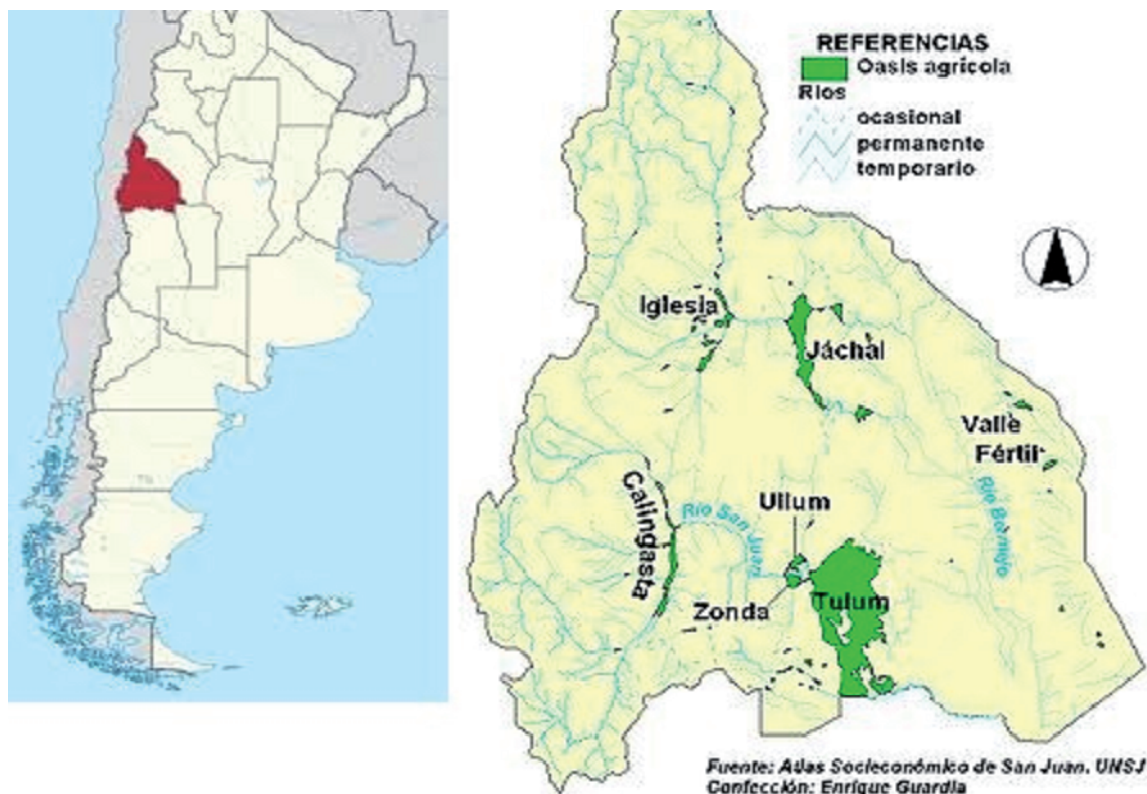 REFERENCIAS
Oasis agrícola
Ríos
ocasional
permanente
temporario
Iglesia
Jáchal
Valle
Fértil
Calingasta
Río San Juan
Ullum
Río Bermejo
Zonda
Tulum
Fuente: Atlas Socieconómico de San Juan. UNSJ
Confección: Enrique Guardia